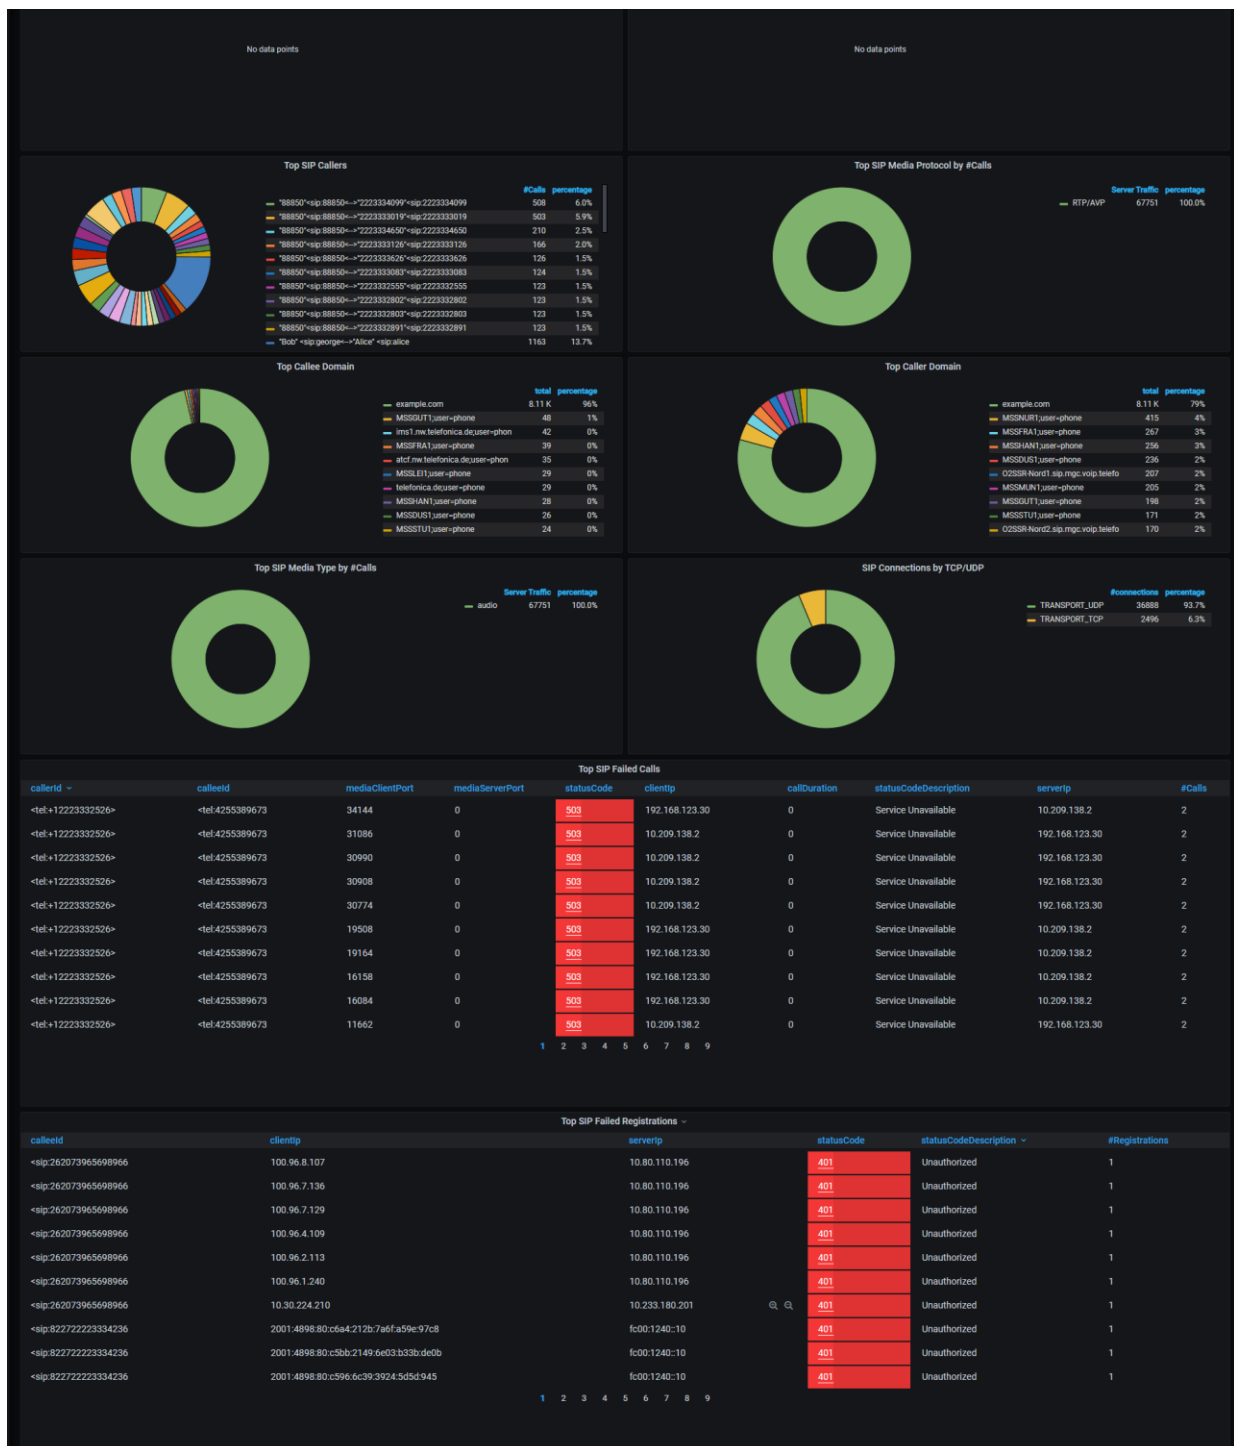 No data points No data points
Top SIP Callers
#Calls percentage
"88850"<sip:88850<-->"2223334099"<sip:2223334099 508 6.0%
"88850"<sip:88850<-->"2223333019"<sip:2223333019 503 5.9%
"88850"<sip:88850<-->"2223334650"<sip:2223334650 210 2.5%
"88850"<sip:88850<-->"2223333126"<sip:2223333126 166 2.0%
"88850"<sip:88850<-->"2223333626"<sip:2223333626 126 1.5%
"88850"<sip:88850<-->"2223333083"<sip:2223333083 124 1.5%
"88850"<sip:88850<-->"2223332555"<sip:2223332555 123 1.5%
"88850"<sip:88850<-->"2223332802"<sip:2223332802 123 1.5%
"88850"<sip:88850<-->"2223332803"<sip:2223332803 123 1.5%
"88850"<sip:88850<-->"2223332891"<sip:2223332891 123 1.5%
"Bob" <sip:george<-->"Alice" <sip:alice 1163 13.7%
Top SIP Media Protocol by #Calls
Server Traffic percentage
RTP/AVP 67751 100.0%
Top Callee Domain
total percentage
example.com 8.11 K 96%
MSSGUT1;user=phone 48 1%
ims1.nw.telefonica.de;user=phon 42 0%
MSSFRA1;user=phone 39 0%
atcf.nw.telefonica.de;user=phon 35 0%
MSSLEI1;user=phone 29 0%
telefonica.de;user=phone 29 0%
MSSHAN1;user=phone 28 0%
MSSDUS1;user=phone 26 0%
MSSSTU1;user=phone 24 0%
Top Caller Domain
total percentage
example.com 8.11 K 79%
MSSNUR1;user=phone 415 4%
MSSFRA1;user=phone 267 3%
MSSHAN1;user=phone 256 3%
MSSDUS1;user=phone 236 2%
O2SSR-Nord1.sip.mgc.voip.telefo 207 2%
MSSMUN1;user=phone 205 2%
MSSGUT1;user=phone 198 2%
MSSSTU1;user=phone 171 2%
O2SSR-Nord2.sip.mgc.voip.telefo 170 2%
Top SIP Media Type by #Calls
Server Traffic percentage
audio 67751 100.0%
SIP Connections by TCP/UDP
#connections percentage
TRANSPORT_UDP 36888 93.7%
TRANSPORT_TCP 2496 6.3%
Top SIP Failed Calls
callerId calleeId mediaClientPort mediaServerPort statusCode clientIp callDuration statusCodeDescription serverIp #Calls
<tel:+12223332526> <tel:4255389673 34144 0 503 192.168.123.30 0 Service Unavailable 10.209.138.2 2
<tel:+12223332526> <tel:4255389673 31086 0 503 10.209.138.2 0 Service Unavailable 192.168.123.30 2
<tel:+12223332526> <tel:4255389673 30990 0 503 10.209.138.2 0 Service Unavailable 192.168.123.30 2
<tel:+12223332526> <tel:4255389673 30908 0 503 10.209.138.2 0 Service Unavailable 192.168.123.30 2
<tel:+12223332526> <tel:4255389673 30774 0 503 10.209.138.2 0 Service Unavailable 192.168.123.30 2
<tel:+12223332526> <tel:4255389673 19508 0 503 192.168.123.30 0 Service Unavailable 10.209.138.2 2
<tel:+12223332526> <tel:4255389673 19164 0 503 192.168.123.30 0 Service Unavailable 10.209.138.2 2
<tel:+12223332526> <tel:4255389673 16158 0 503 192.168.123.30 0 Service Unavailable 10.209.138.2 2
<tel:+12223332526> <tel:4255389673 16084 0 503 192.168.123.30 0 Service Unavailable 10.209.138.2 2
<tel:+12223332526> <tel:4255389673 11662 0 503 10.209.138.2 0 Service Unavailable 192.168.123.30 2
1 2 3 4 5 6 7 8 9
Top SIP Failed Registrations
calleeId clientIp serverIp statusCode statusCodeDescription #Registrations
<sip:262073965698966 100.96.8.107 10.80.110.196 401 Unauthorized 1
<sip:262073965698966 100.96.7.136 10.80.110.196 401 Unauthorized 1
<sip:262073965698966 100.96.7.129 10.80.110.196 401 Unauthorized 1
<sip:262073965698966 100.96.4.109 10.80.110.196 401 Unauthorized 1
<sip:262073965698966 100.96.2.113 10.80.110.196 401 Unauthorized 1
<sip:262073965698966 100.96.1.240 10.80.110.196 401 Unauthorized 1
<sip:262073965698966 10.30.224.210 10.233.180.201 401 Unauthorized 1
<sip:822722223334236 2001:4898:80:c6a4:212b:7a6f:a59e:97c8 fc00:1240::10 401 Unauthorized 1
<sip:822722223334236 2001:4898:80:c5bb:2149:6e03:b33b:de0b fc00:1240::10 401 Unauthorized 1
<sip:822722223334236 2001:4898:80:c596:6c39:3924:5d5d:945 fc00:1240::10 401 Unauthorized 1
1 2 3 4 5 6 7 8 9